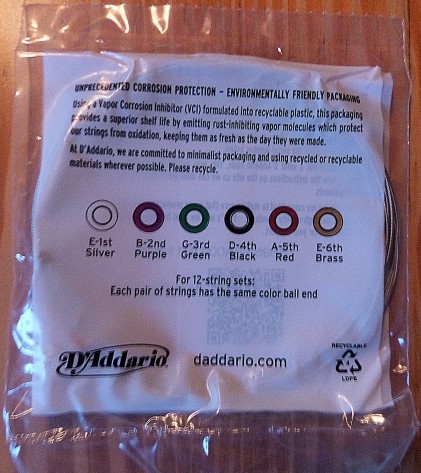 UNPRECEDENTED CORROSION PROTECTION – ENVIRONMENTALLY FRIENDLY PACKAGING
Using a Vapor Corrosion Inhibitor (VCI) formulated into recyclable plastic, this packaging
provides a superior shelf life by emitting rust-inhibiting vapor molecules which protect
our strings from oxidation, keeping them as fresh as the day they were made.
At D'Addario, we are committed to minimalist packaging and using recycled or recyclable
materials wherever possible. Please recycle.
E-1st B-2nd G-3rd D-4th A-5th E-6th
Silver Purple Green Black Red Brass
For 12-string sets:
Each pair of strings has the same color ball end
RECYCLABLE
D'Addario daddario.com
4
LDPE